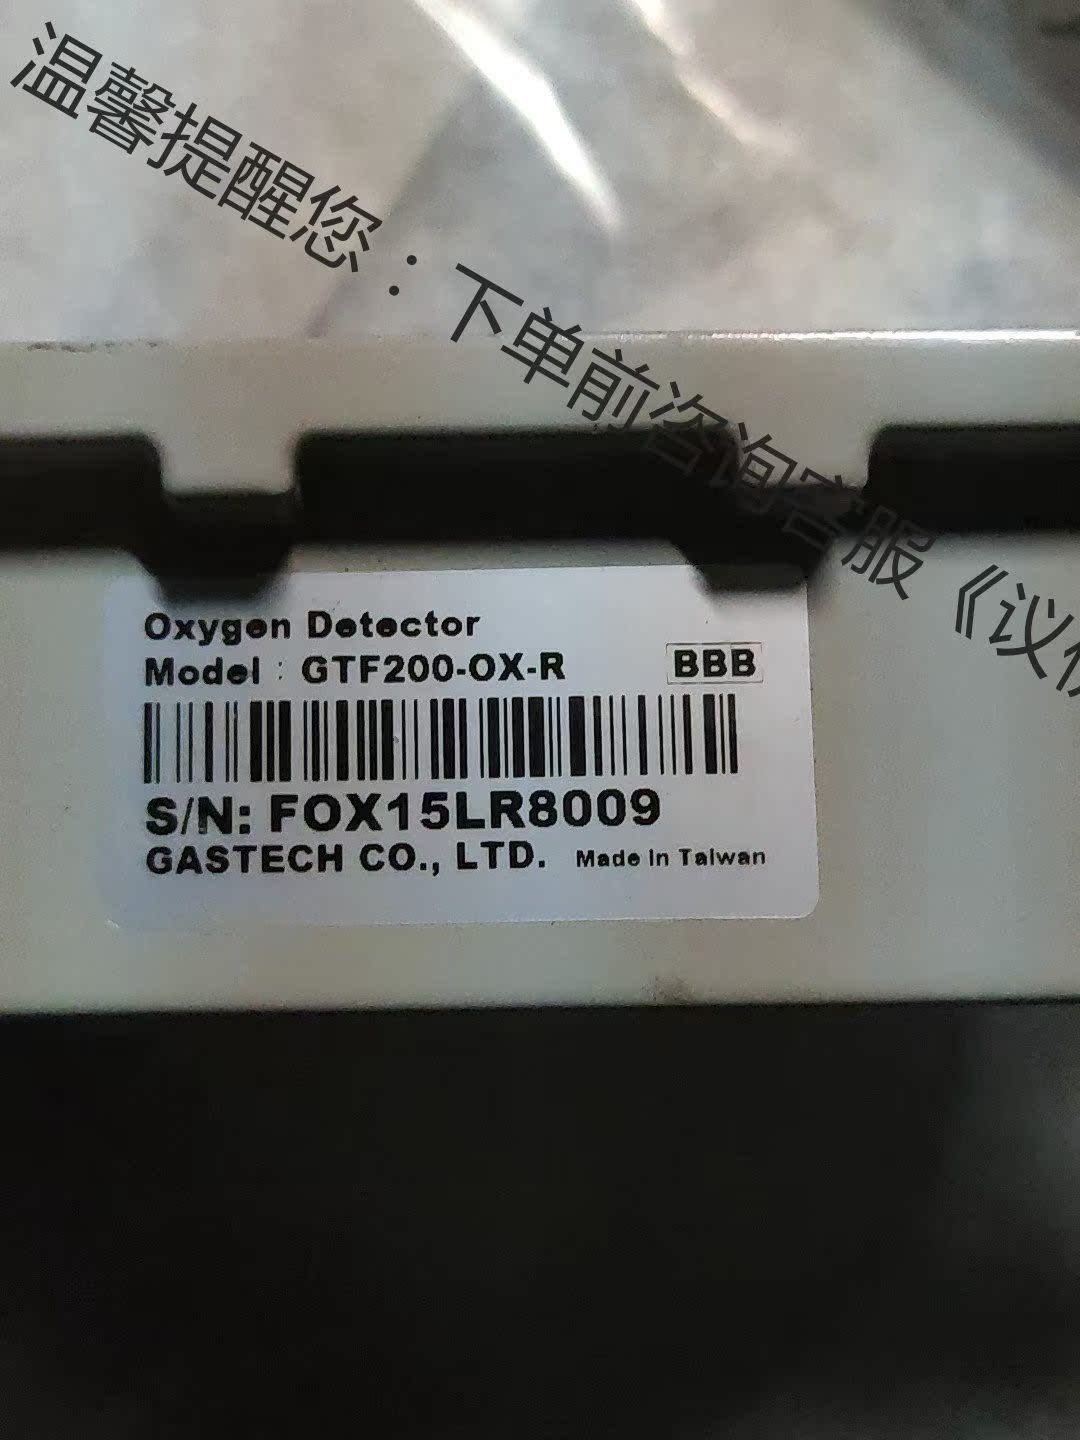 温馨提醒您：下单前咨询客服《议价
Oxygen Detector
Model : GTF200-OX-R BBB
S/N: FOX15LR8009
GASTECH CO., LTD. Made in Taiwan